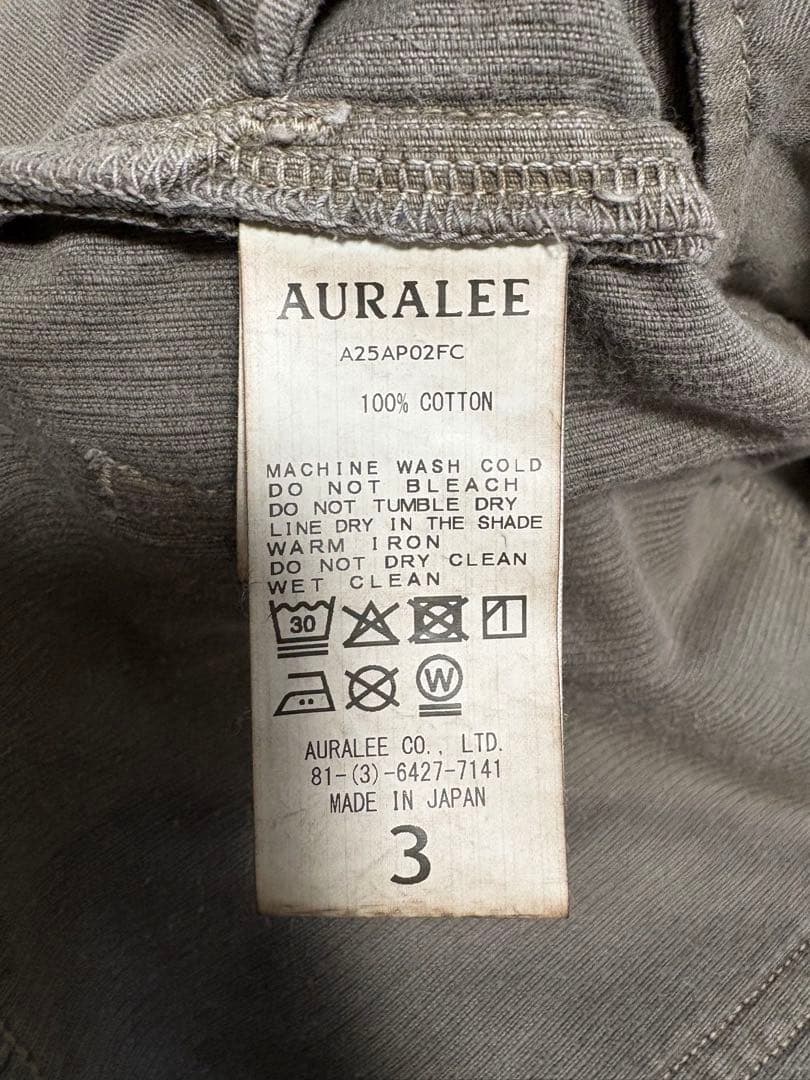 AURALEE
A25AP02FC
100% COTTON
MACHINE WASH COLD
DO NOT BLEACH
DO NOT TUMBLE DRY
LINE DRY IN THE SHADE
WARM IRON
DO NOT DRY CLEAN
WET CLEAN
30
W
AURALEE CO., LTD.
81-(3)-6427-7141
MADE IN JAPAN
3